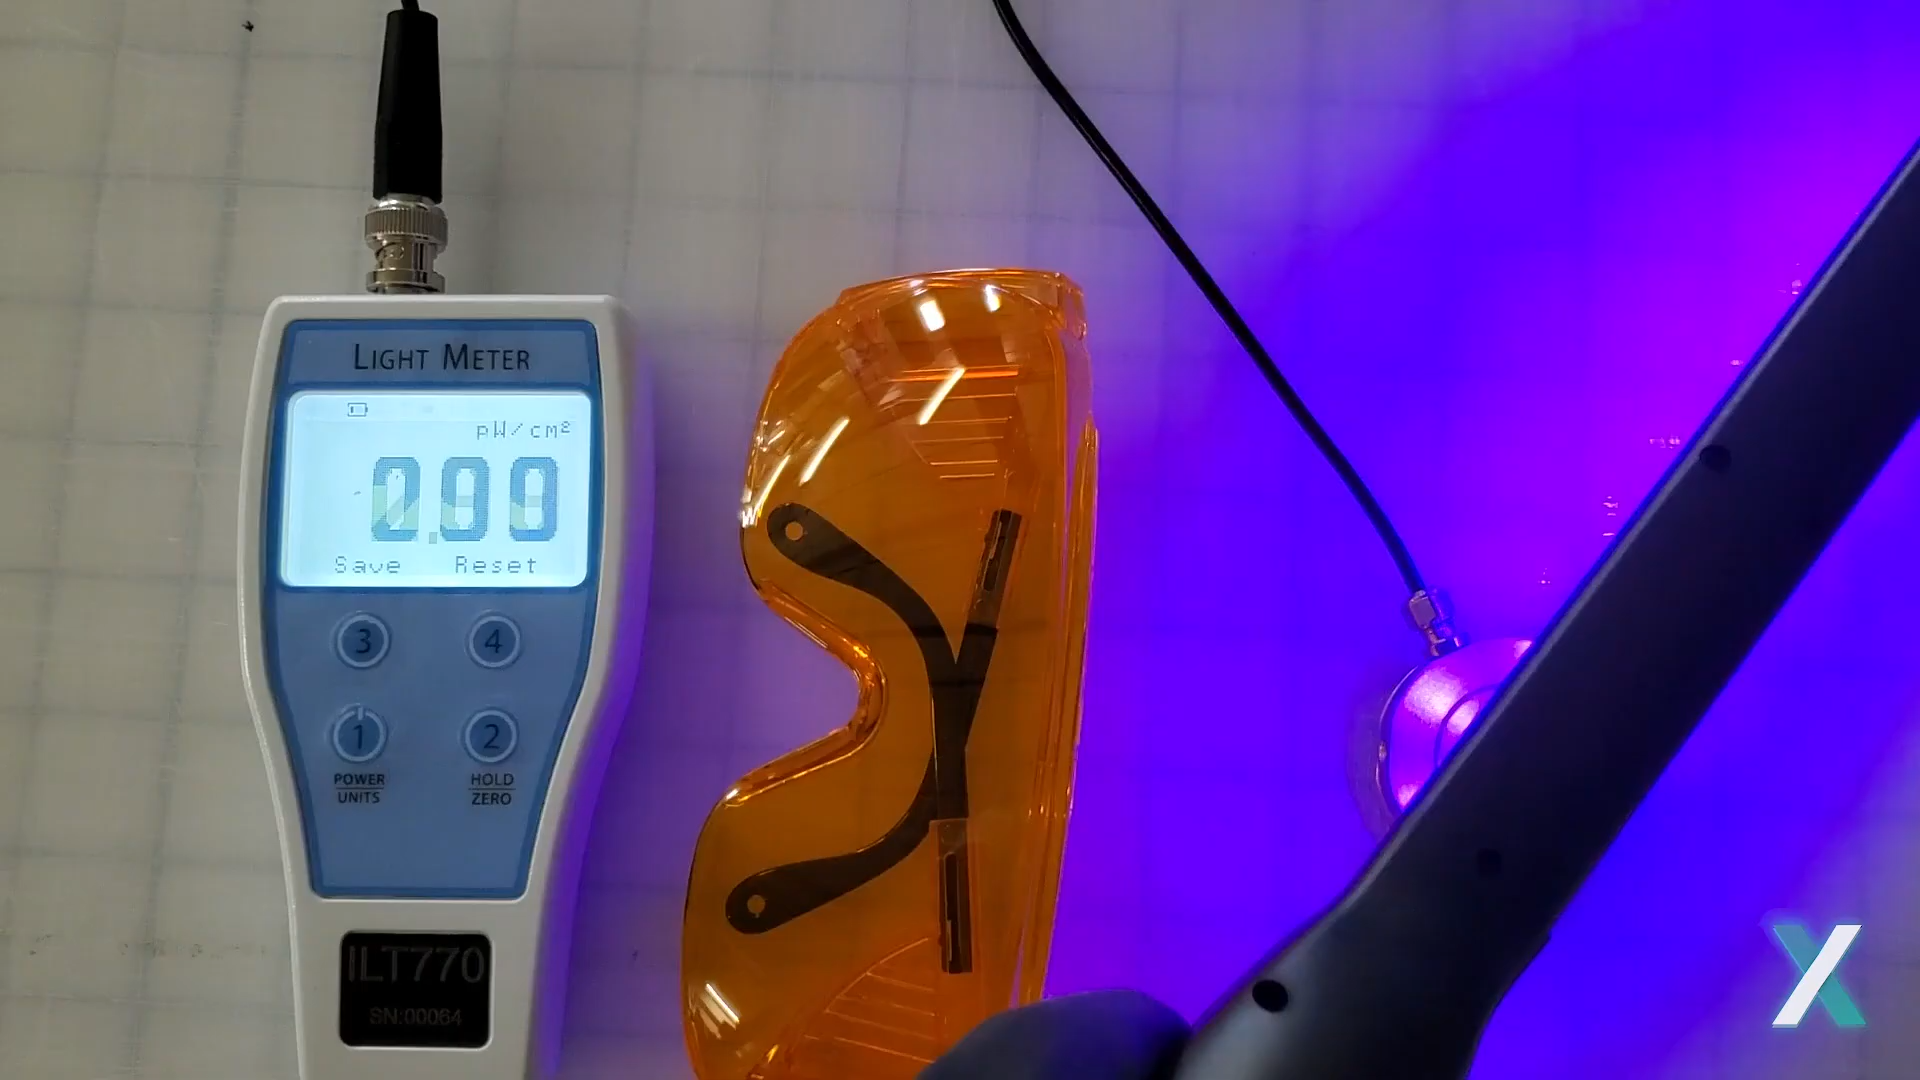 LIGHT METER
pW/cm²
0.00
Save Reset
3 4
1 2
POWER HOLD
UNITS ZERO
ILT770
SN:00064
X